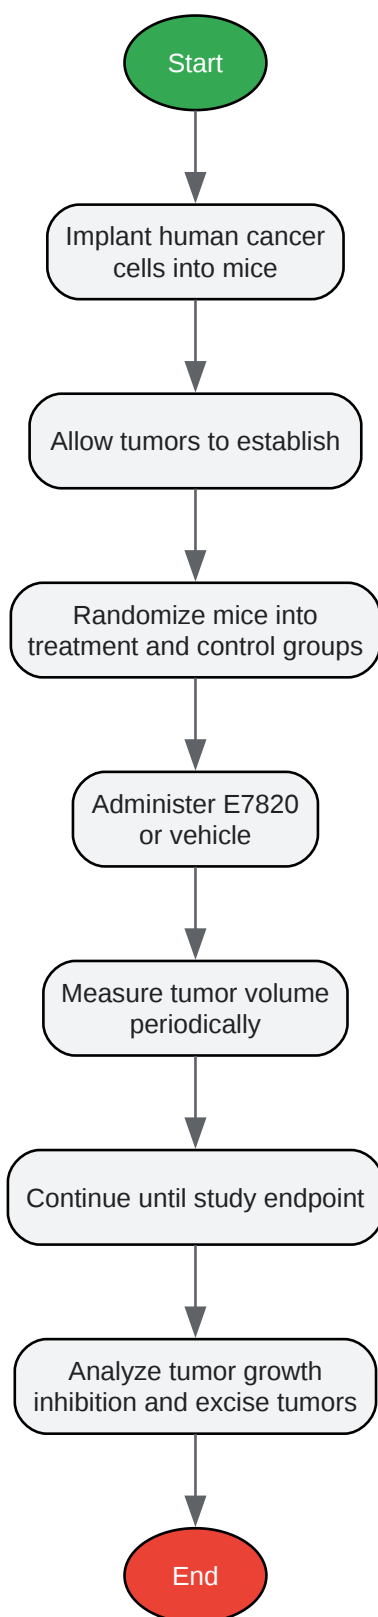 Start
Implant human cancer
cells into mice
Allow tumors to establish
Randomize mice into
treatment and control groups
Administer E7820
or vehicle
Measure tumor volume
periodically
Continue until study endpoint
Analyze tumor growth
inhibition and excise tumors
End